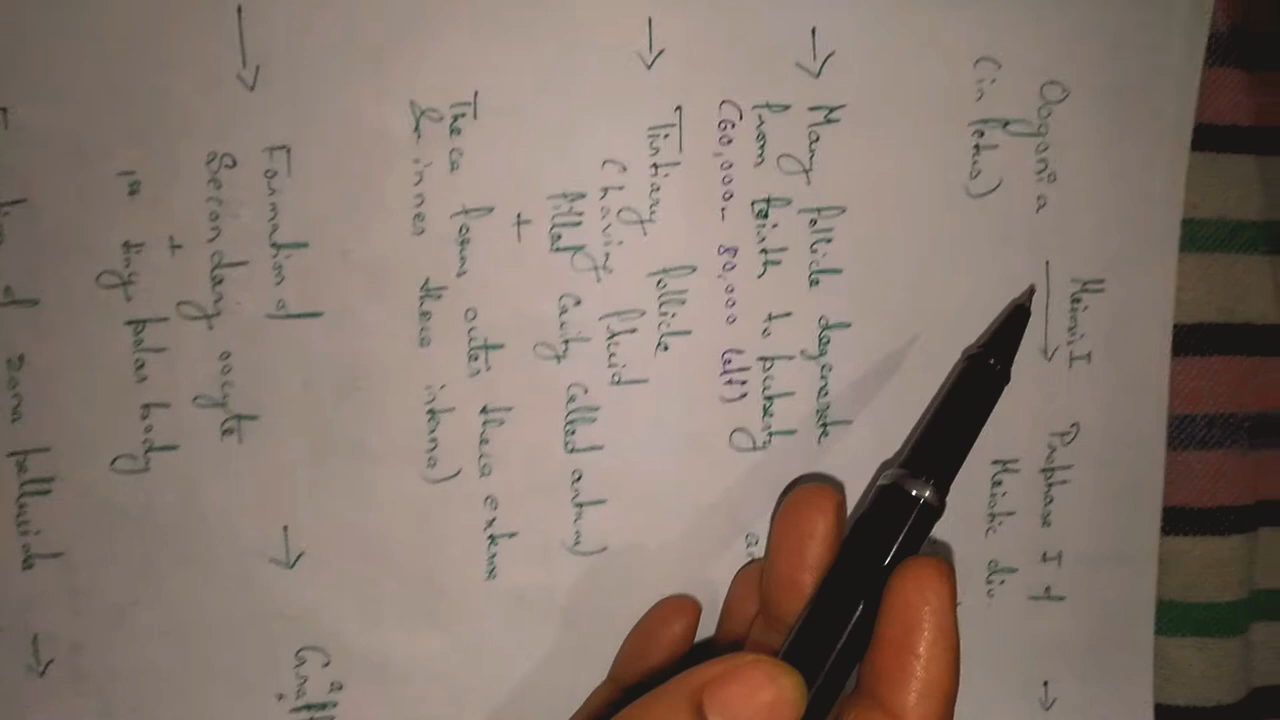 Oogonia → Meiosis I Prophase I of →
(in fetus) Meiotic div.
→ Many follicle degenerate
from birth to puberty
(60,000 - 80,000 left)
→ Tirtiary follicle
(having fluid
filled cavity called antrum)
+
Theca forms outer theca externa
& inner theca interna)
→ Formation of →
Secondary oocyte
+
1st tiny polar body
of zona pellucida →